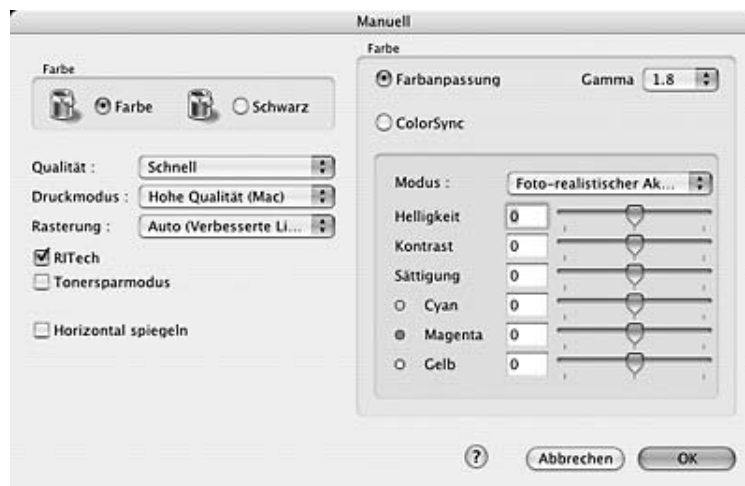 Manuell
Farbe
Farbe
Schwarz
Qualität :
Schnell
Druckmodus :
Hohe Qualität (Mac)
Rasterung :
Auto (Verbesserte Li...
RITech
Tonersparmodus
Horizontal spiegeln
Farbe
Farbanpassung
Gamma
1.8
ColorSync
Modus :
Foto-realistischer Ak...
Helligkeit
0
Kontrast
0
Sättigung
0
Cyan
0
Magenta
0
Gelb
0
?
Abbrechen
OK